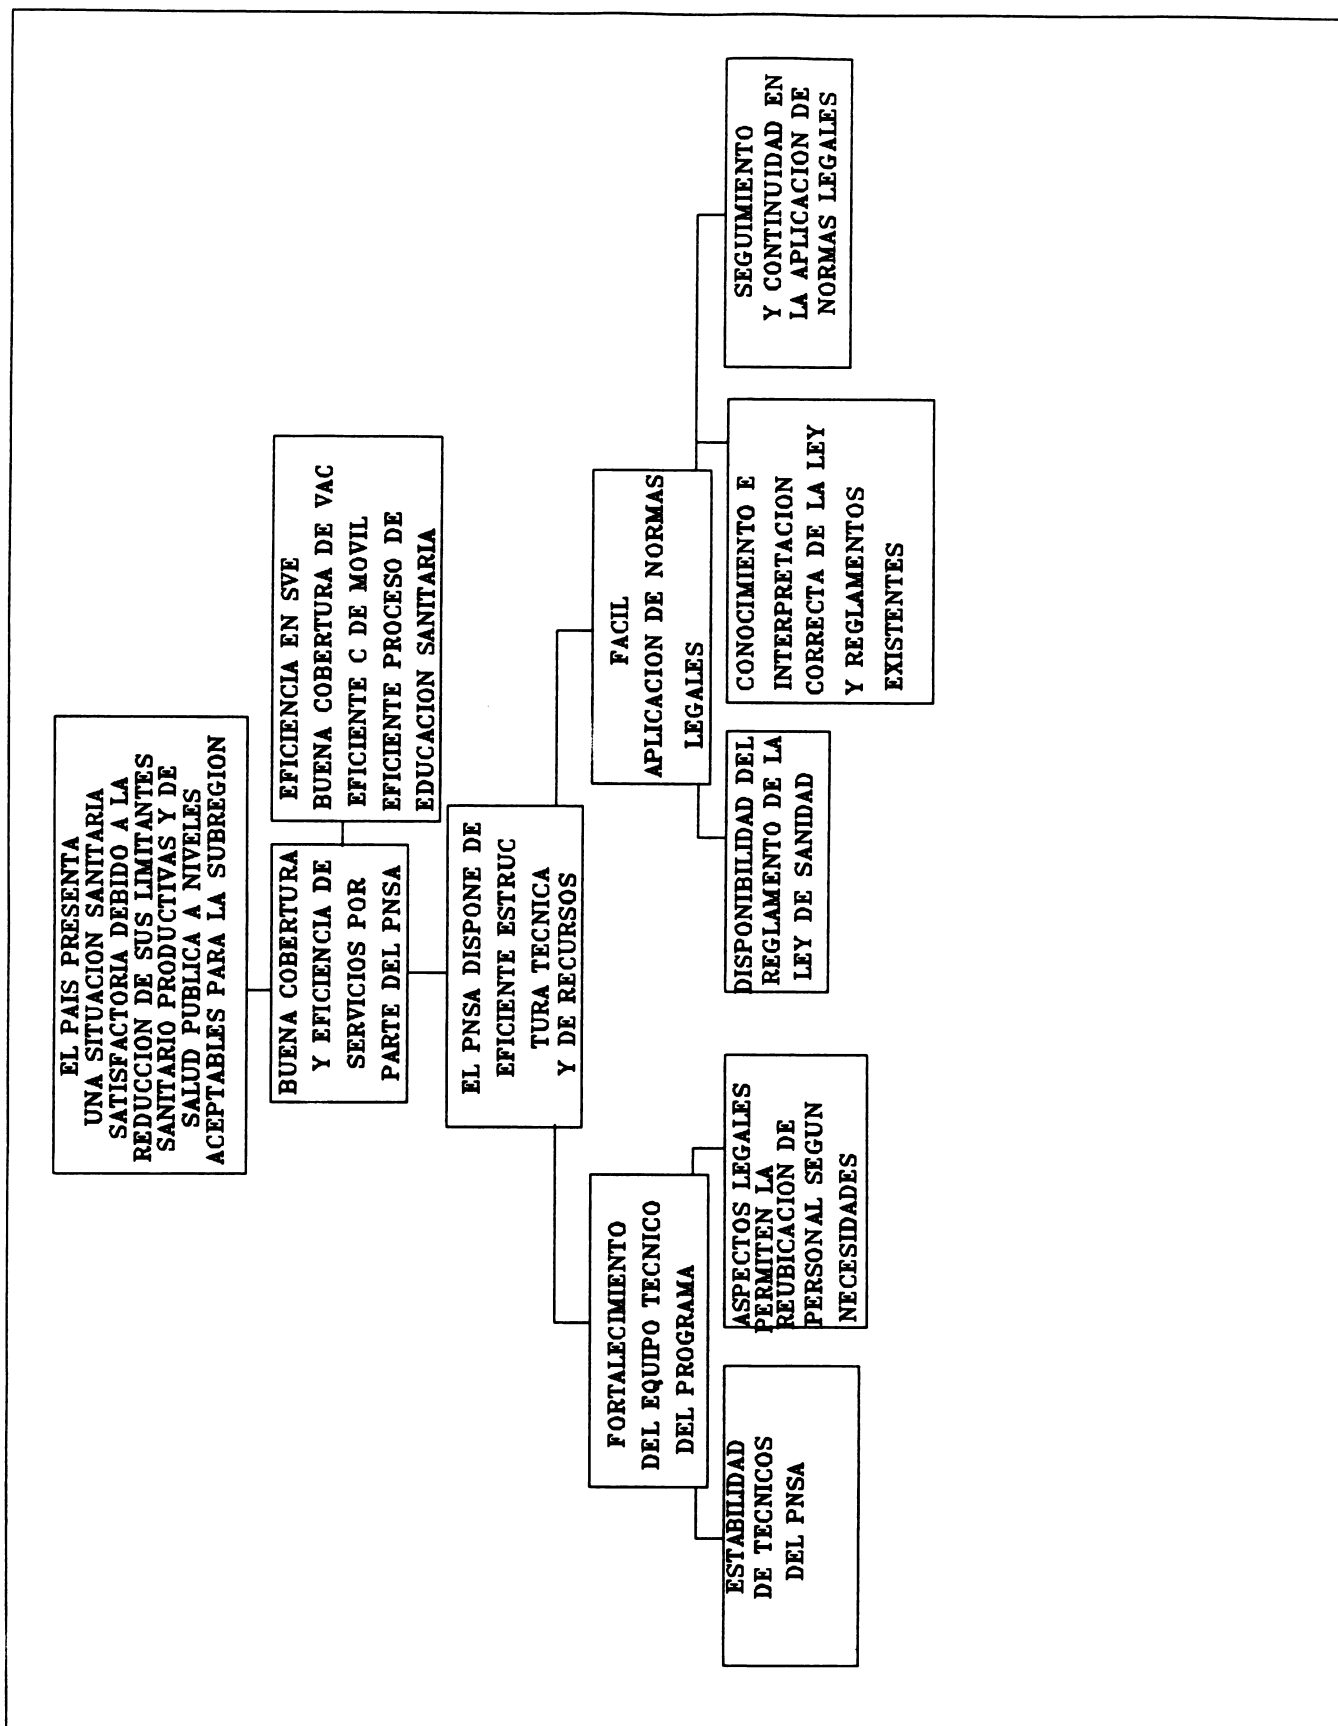 EL PAIS PRESENTA
UNA SITUACION SANITARIA
SATISFACTORIA DEBIDO A LA
REDUCCION DE SUS LIMITANTES
SANITARIO PRODUCTIVAS Y DE
SALUD PUBLICA A NIVELES
ACEPTABLES PARA LA SUBREGION
BUENA COBERTURA
Y EFICIENCIA DE
SERVICIOS POR
PARTE DEL PNSA
EFICIENCIA EN SVE
BUENA COBERTURA DE VAC
EFICIENTE C DE MOVIL
EFICIENTE PROCESO DE
EDUCACION SANITARIA
EL PNSA DISPONE DE
EFICIENTE ESTRUC
TURA TECNICA
Y DE RECURSOS
FORTALECIMIENTO
DEL EQUIPO TECNICO
DEL PROGRAMA
FACIL
APLICACION DE NORMAS
LEGALES
ESTABILIDAD
DE TECNICOS
DEL PNSA
ASPECTOS LEGALES
PERMITEN LA
REUBICACION DE
PERSONAL SEGUN
NECESIDADES
DISPONIBILIDAD DEL
REGLAMENTO DE LA
LEY DE SANIDAD
CONOCIMIENTO E
INTERPRETACION
CORRECTA DE LA LEY
Y REGLAMENTOS
EXISTENTES
SEGUIMIENTO
Y CONTINUIDAD EN
LA APLICACION DE
NORMAS LEGALES